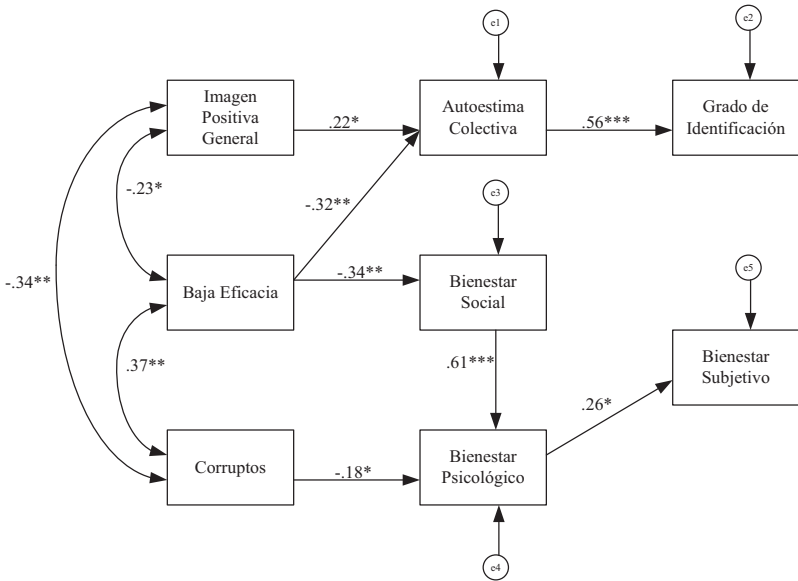 e1
e2
Imagen
Positiva
General
.22*
Autoestima
Colectiva
.56***
Grado de
Identificación
-.23*
-.32**
e3
-.34**
Baja Eficacia
-.34**
Bienestar
Social
e5
.37**
.61***
Bienestar
Subjetivo
.26*
Corruptos
-.18*
Bienestar
Psicológico
e4